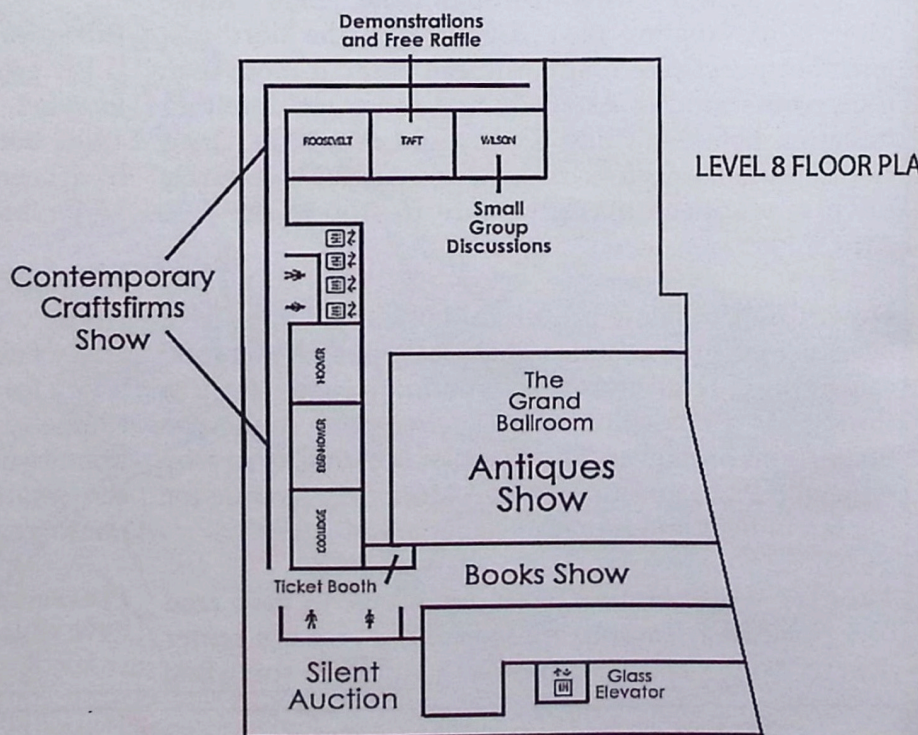 Demonstrations
and Free Raffle
ROOSEVELT
TAFT
WILSON
LEVEL 8 FLOOR PLA
Small
Group
Discussions
Contemporary
Craftsfirms
Show
HOOVER
EISENHOWER
COOLIDGE
The
Grand
Ballroom
Antiques
Show
Ticket Booth
Books Show
Silent
Auction
Glass
Elevator